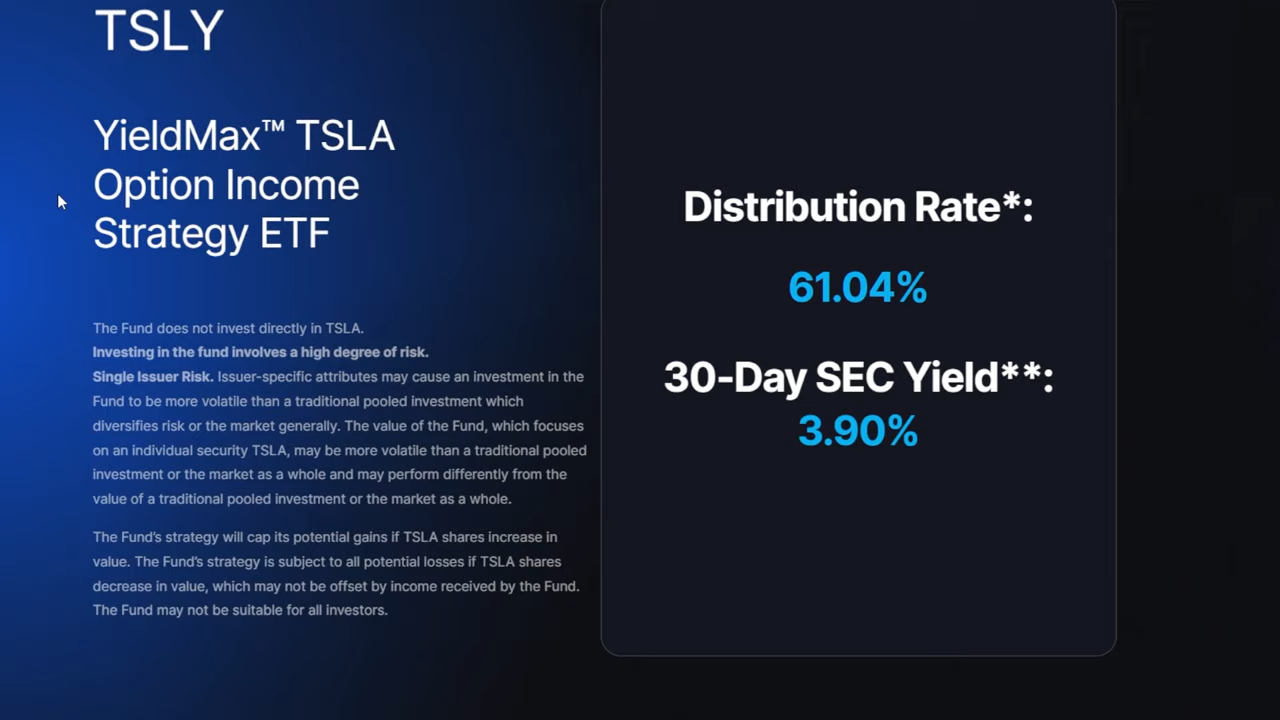 TSLY
YieldMax™ TSLA
Option Income
Strategy ETF
The Fund does not invest directly in TSLA.
Investing in the fund involves a high degree of risk.
Single Issuer Risk. Issuer-specific attributes may cause an investment in the
Fund to be more volatile than a traditional pooled investment which
diversifies risk or the market generally. The value of the Fund, which focuses
on an individual security TSLA, may be more volatile than a traditional pooled
investment or the market as a whole and may perform differently from the
value of a traditional pooled investment or the market as a whole.
The Fund’s strategy will cap its potential gains if TSLA shares increase in
value. The Fund’s strategy is subject to all potential losses if TSLA shares
decrease in value, which may not be offset by income received by the Fund.
The Fund may not be suitable for all investors.
Distribution Rate*:
61.04%
30-Day SEC Yield**:
3.90%